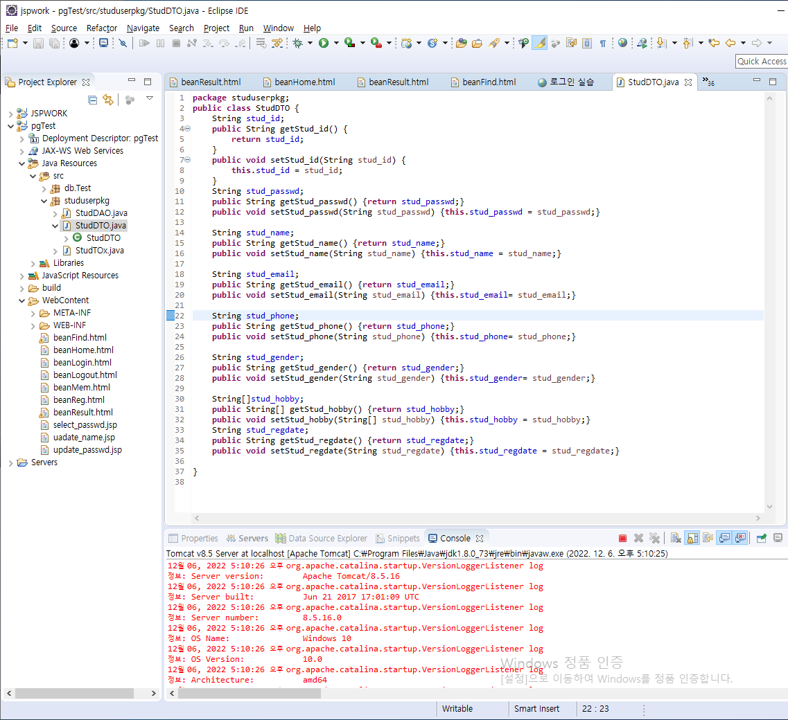 jspwork - pgTest/src/studuserpkg/StudDTO.java - Eclipse IDE
File Edit Source Refactor Navigate Search Project Run Window Help
Quick Access
Project Explorer
beanResult.html beanHome.html beanResult.html beanFind.html 로그인 실습 StudDTO.java »36
JSPWORK
pgTest
Deployment Descriptor: pgTest
JAX-WS Web Services
Java Resources
src
db.Test
studuserpkg
StudDAO.java
StudDTO.java
StudDTO
StudTOx.java
Libraries
JavaScript Resources
build
WebContent
META-INF
WEB-INF
beanFind.html
beanHome.html
beanLogin.html
beanLogout.html
beanMem.html
beanReg.html
beanResult.html
select_passwd.jsp
uadate_name.jsp
update_passwd.jsp
Servers
1 package studuserpkg;
2 public class StudDTO {
3 String stud_id;
4 public String getStud_id() {
5 return stud_id;
6 }
7 public void setStud_id(String stud_id) {
8 this.stud_id = stud_id;
9 }
10 String stud_passwd;
11 public String getStud_passwd() {return stud_passwd;}
12 public void setStud_passwd(String stud_passwd) {this.stud_passwd = stud_passwd;}
13
14 String stud_name;
15 public String getStud_name() {return stud_name;}
16 public void setStud_name(String stud_name) {this.stud_name = stud_name;}
17
18 String stud_email;
19 public String getStud_email() {return stud_email;}
20 public void setStud_email(String stud_email) {this.stud_email= stud_email;}
21
22 String stud_phone;
23 public String getStud_phone() {return stud_phone;}
24 public void setStud_phone(String stud_phone) {this.stud_phone= stud_phone;}
25
26 String stud_gender;
27 public String getStud_gender() {return stud_gender;}
28 public void setStud_gender(String stud_gender) {this.stud_gender= stud_gender;}
29
30 String[]stud_hobby;
31 public String[] getStud_hobby() {return stud_hobby;}
32 public void setStud_hobby(String[] stud_hobby) {this.stud_hobby = stud_hobby;}
33 String stud_regdate;
34 public String getStud_regdate() {return stud_regdate;}
35 public void setStud_regdate(String stud_regdate) {this.stud_regdate = stud_regdate;}
36
37 }
38
Properties Servers Data Source Explorer Snippets Console
Tomcat v8.5 Server at localhost [Apache Tomcat] C:₩Program Files₩Java₩jdk1.8.0_73₩jre₩bin₩javaw.exe (2022. 12. 6. 오후 5:10:25)
12월 06, 2022 5:10:26 오후 org.apache.catalina.startup.VersionLoggerListener log
정보: Server version: Apache Tomcat/8.5.16
12월 06, 2022 5:10:26 오후 org.apache.catalina.startup.VersionLoggerListener log
정보: Server built: Jun 21 2017 17:01:09 UTC
12월 06, 2022 5:10:26 오후 org.apache.catalina.startup.VersionLoggerListener log
정보: Server number: 8.5.16.0
12월 06, 2022 5:10:26 오후 org.apache.catalina.startup.VersionLoggerListener log
정보: OS Name: Windows 10
12월 06, 2022 5:10:26 오후 org.apache.catalina.startup.VersionLoggerListener log
정보: OS Version: 10.0
12월 06, 2022 5:10:26 오후 org.apache.catalina.startup.VersionLoggerListener log
정보: Architecture: amd64
Windows 정품 인증
[설정]으로 이동하여 Windows를 정품 인증합니다.
Writable Smart Insert 22 : 23